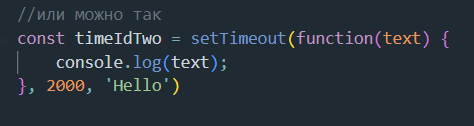 //или можно так
const timeIdTwo = setTimeout(function(text) {
    console.log(text);
}, 2000, 'Hello')